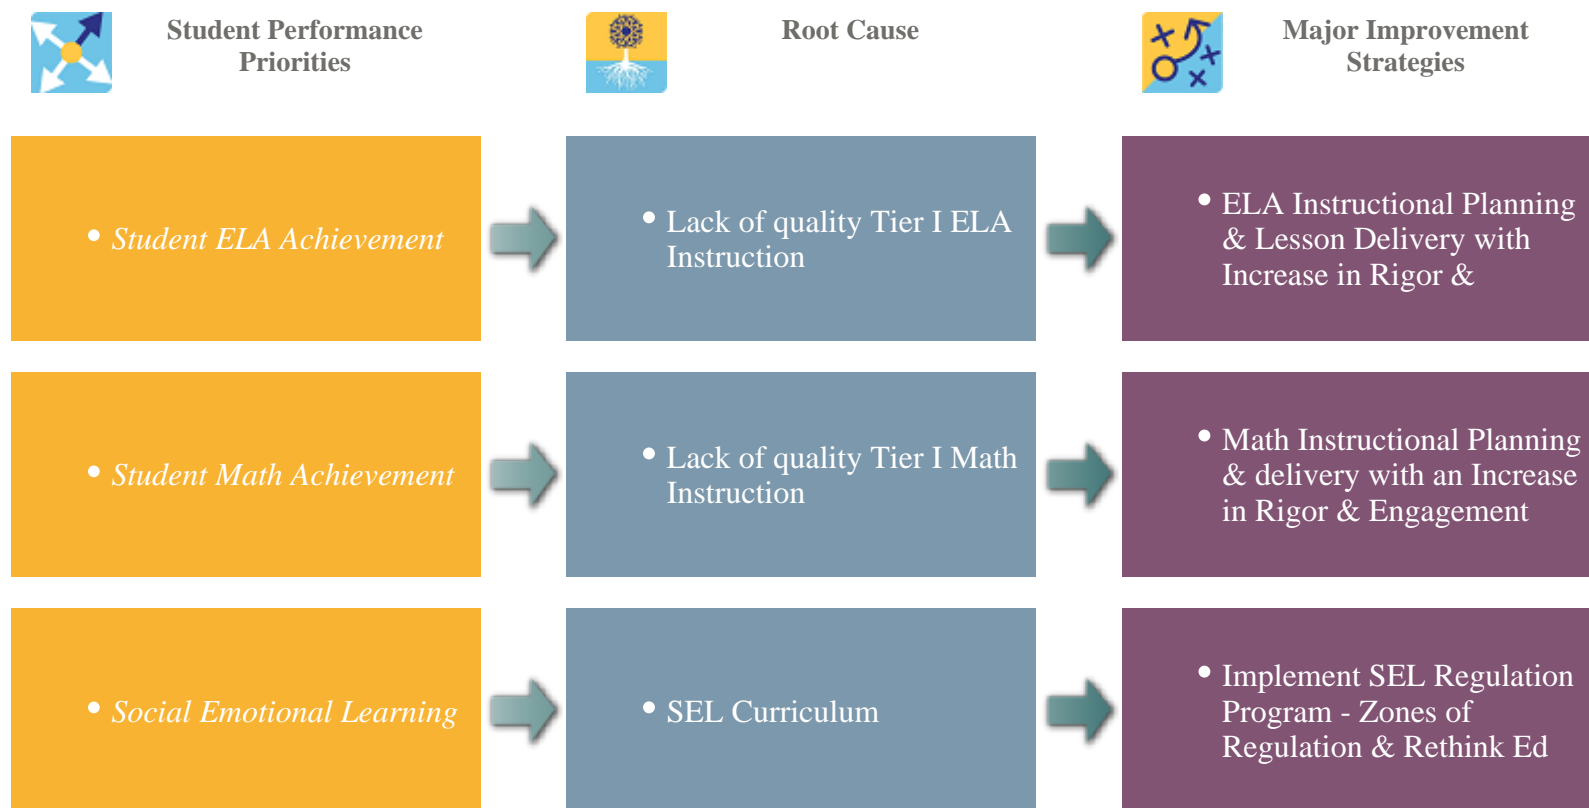 Student Performance
Priorities
Root Cause
Major Improvement
Strategies
• Student ELA Achievement
• Lack of quality Tier I ELA
Instruction
• ELA Instructional Planning
& Lesson Delivery with
Increase in Rigor &
• Student Math Achievement
• Lack of quality Tier I Math
Instruction
• Math Instructional Planning
& delivery with an Increase
in Rigor & Engagement
• Social Emotional Learning
• SEL Curriculum
• Implement SEL Regulation
Program - Zones of
Regulation & Rethink Ed